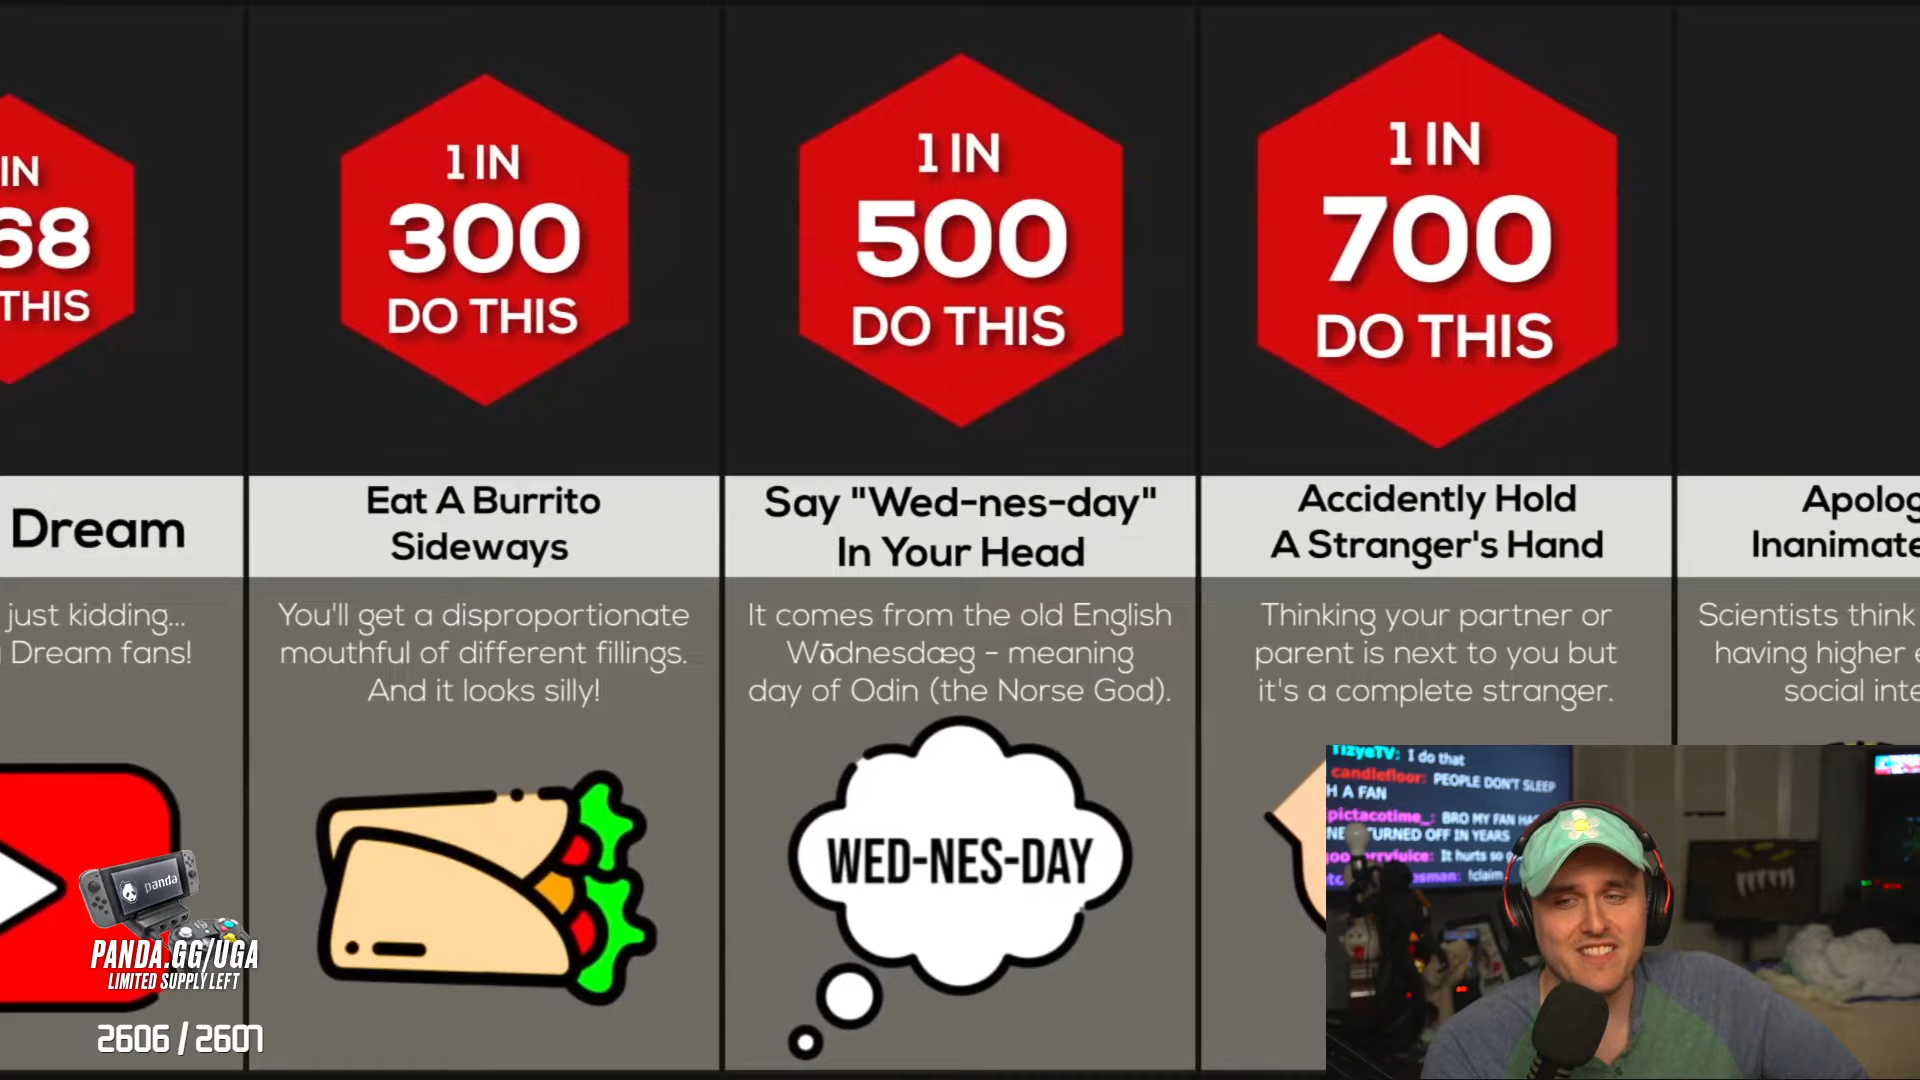 IN
68
THIS
1 IN
300
DO THIS
1 IN
500
DO THIS
1 IN
700
DO THIS
Dream
Eat A Burrito
Sideways
Say "Wed-nes-day"
In Your Head
Accidently Hold
A Stranger's Hand
Apolog
Inanimate
just kidding...
Dream fans!
You'll get a disproportionate
mouthful of different fillings.
And it looks silly!
It comes from the old English
Wōdnesdæg - meaning
day of Odin (the Norse God).
Thinking your partner or
parent is next to you but
it's a complete stranger.
Scientists think
having higher e
social inte
WED-NES-DAY
panda
PANDA.GG/UGA
LIMITED SUPPLY LEFT
2606 / 2607
TizyeTV: I do that
candlefloor: PEOPLE DON'T SLEEP
H A FAN
pictacotime_: BRO MY FAN HA
NE TURNED OFF IN YEARS
It hurts so